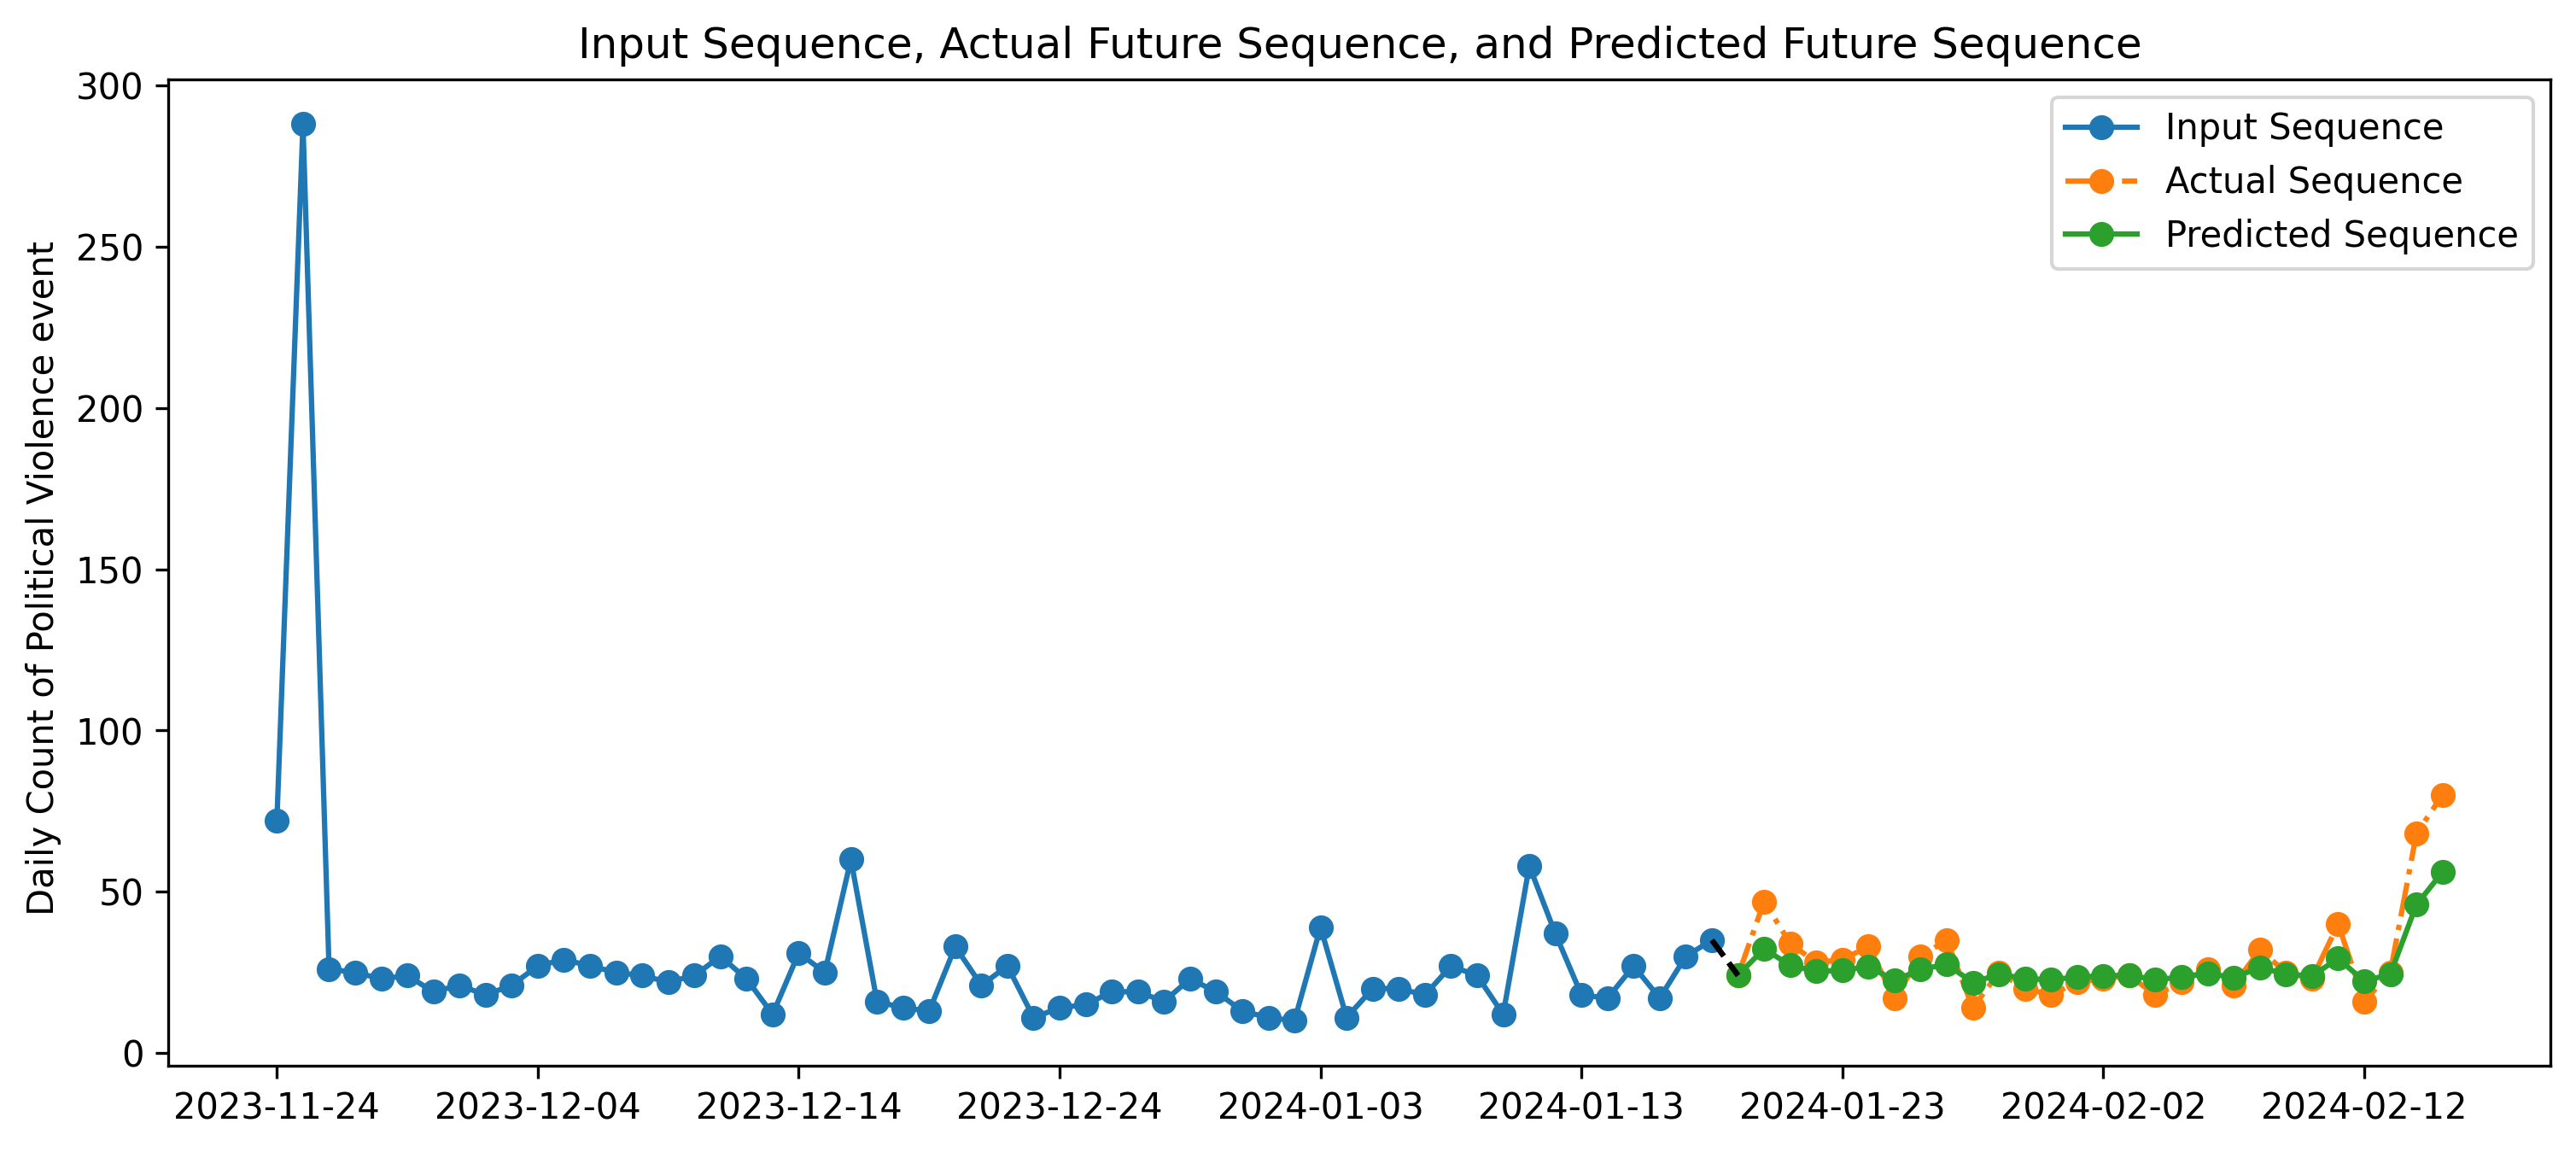 Input Sequence, Actual Future Sequence, and Predicted Future Sequence
Daily Count of Political Violence event
300
250
200
150
100
50
0
Input Sequence
Actual Sequence
Predicted Sequence
2023-11-24 2023-12-04 2023-12-14 2023-12-24 2024-01-03 2024-01-13 2024-01-23 2024-02-02 2024-02-12